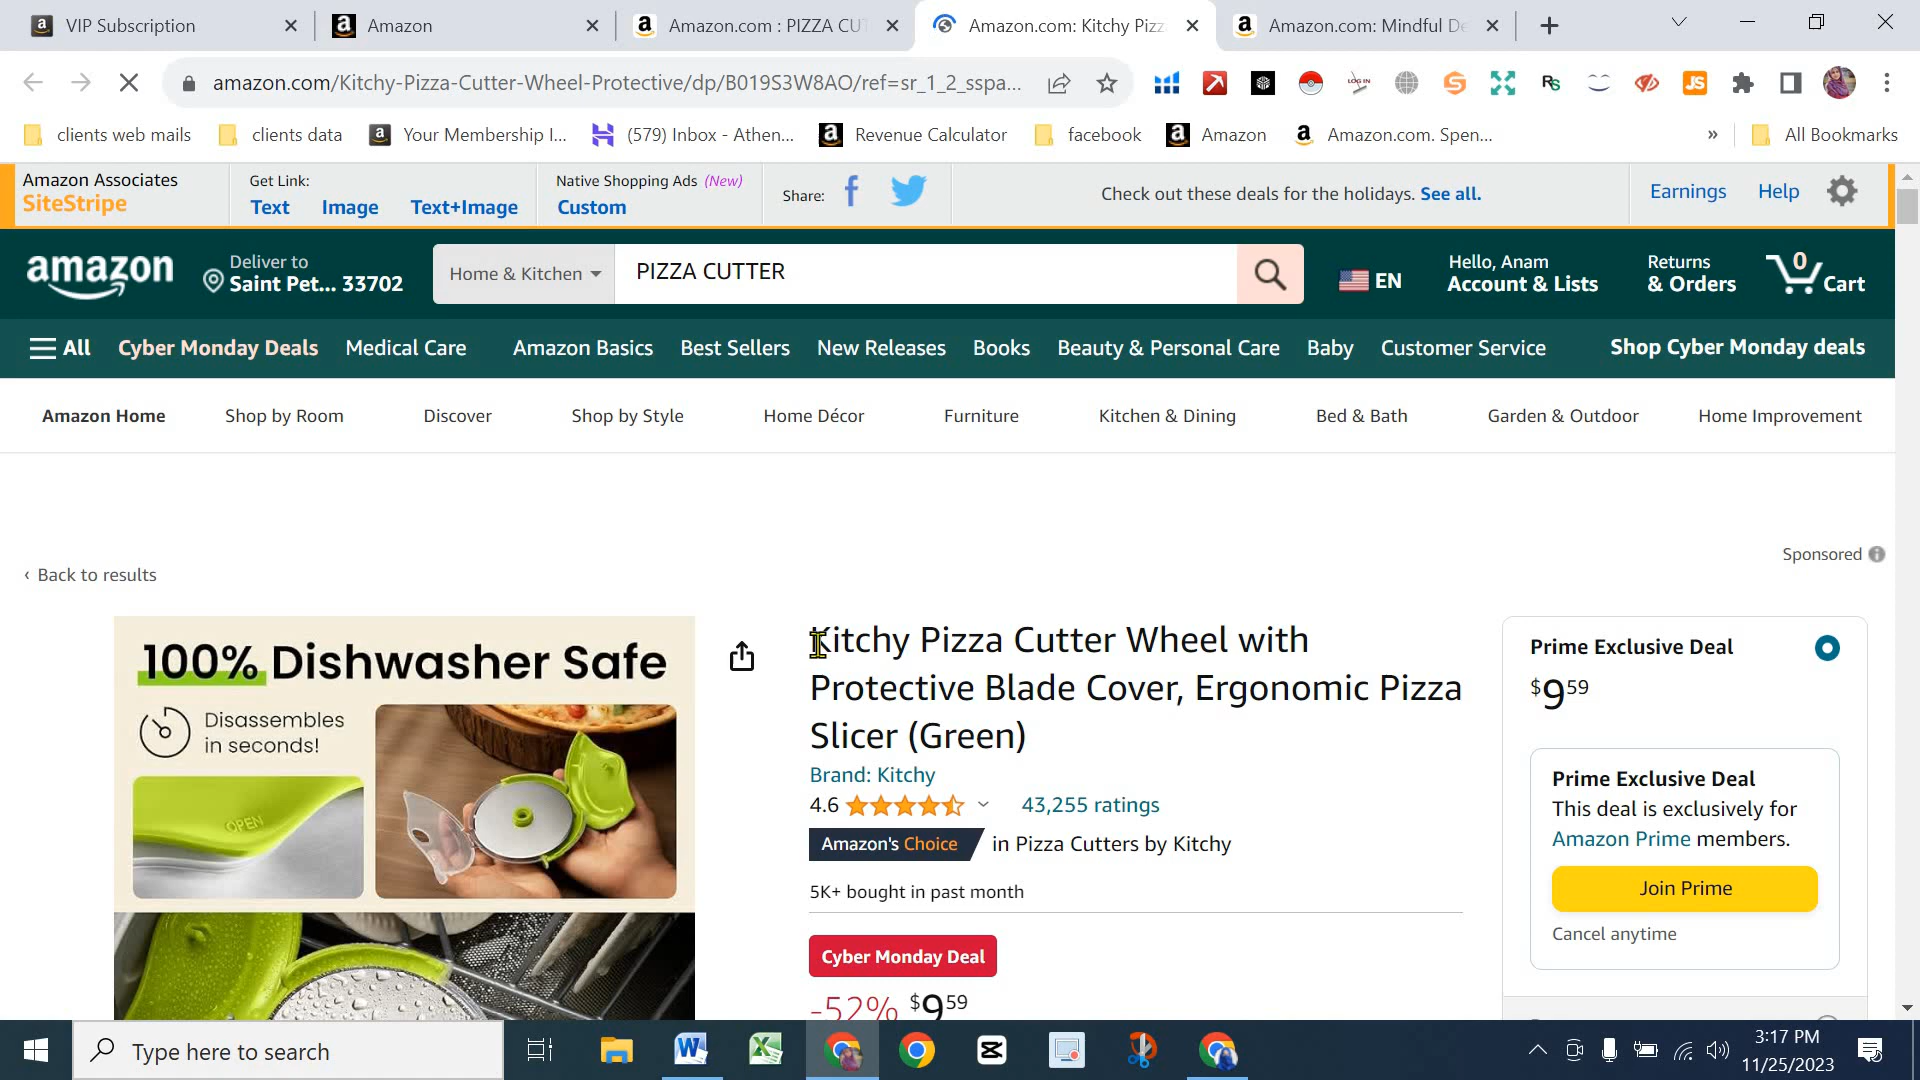 VIP Subscription
Amazon
Amazon.com : PIZZA CUT
Amazon.com: Kitchy Pizz
Amazon.com: Mindful De
amazon.com/Kitchy-Pizza-Cutter-Wheel-Protective/dp/B019S3W8AO/ref=sr_1_2_sspa...
clients web mails
clients data
Your Membership I...
(579) Inbox - Athen...
Revenue Calculator
facebook
Amazon
Amazon.com. Spen...
»
All Bookmarks
Amazon Associates
SiteStripe
Get Link:
Text Image Text+Image
Native Shopping Ads (New)
Custom
Share:
Check out these deals for the holidays. See all.
Earnings
Help
amazon
Deliver to
Saint Pet... 33702
Home & Kitchen
PIZZA CUTTER
EN
Hello, Anam
Account & Lists
Returns
& Orders
0
Cart
All
Cyber Monday Deals
Medical Care
Amazon Basics
Best Sellers
New Releases
Books
Beauty & Personal Care
Baby
Customer Service
Shop Cyber Monday deals
Amazon Home
Shop by Room
Discover
Shop by Style
Home Décor
Furniture
Kitchen & Dining
Bed & Bath
Garden & Outdoor
Home Improvement
Sponsored
‹ Back to results
100% Dishwasher Safe
Disassembles
in seconds!
OPEN
Kitchy Pizza Cutter Wheel with
Protective Blade Cover, Ergonomic Pizza
Slicer (Green)
Brand: Kitchy
4.6
43,255 ratings
Amazon's Choice
in Pizza Cutters by Kitchy
5K+ bought in past month
Cyber Monday Deal
-52% $9 59
Prime Exclusive Deal
$9 59
Prime Exclusive Deal
This deal is exclusively for
Amazon Prime members.
Join Prime
Cancel anytime
Type here to search
3:17 PM
11/25/2023